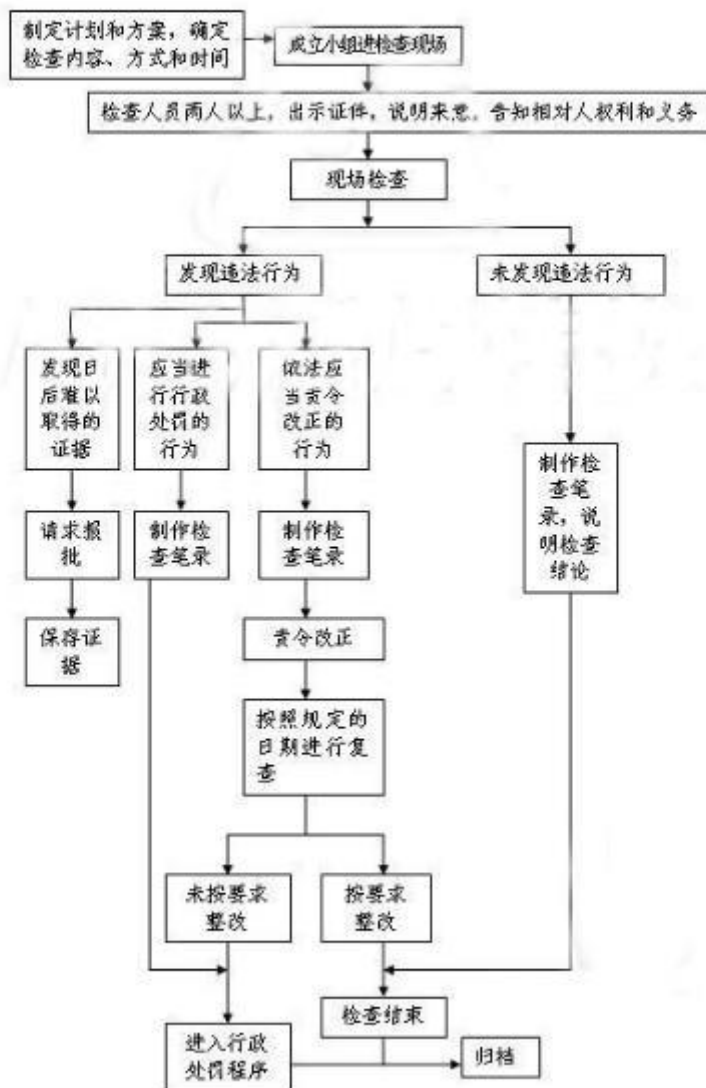 制定计划和方案，确定
检查内容、方式和时间
成立小组进检查现场
检查人员两人以上，出示证件，说明来意，告知相对人权利和义务
现场检查
发现违法行为
未发现违法行为
发现日
后难以
取得的
证据
应当进
行行政
处罚的
行为
依法应
当责令
改正的
行为
制作检
查笔
录，说
明检查
结论
请求报
批
制作检
查笔录
制作检
查笔录
保存证
据
责令改正
按照规定的
日期进行复
查
未按要求
整改
按要求
整改
检查结束
进入行政
处罚程序
归档